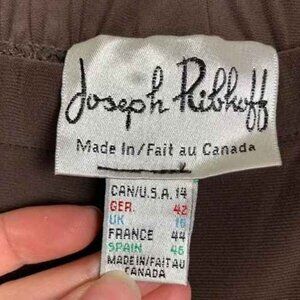 Joseph Ribkoff
Made In/Fait au Canada
CAN/U.S.A. 14
GER. 42
UK 16
FRANCE 44
SPAIN 46
MADE IN/FAIT AU
CANADA